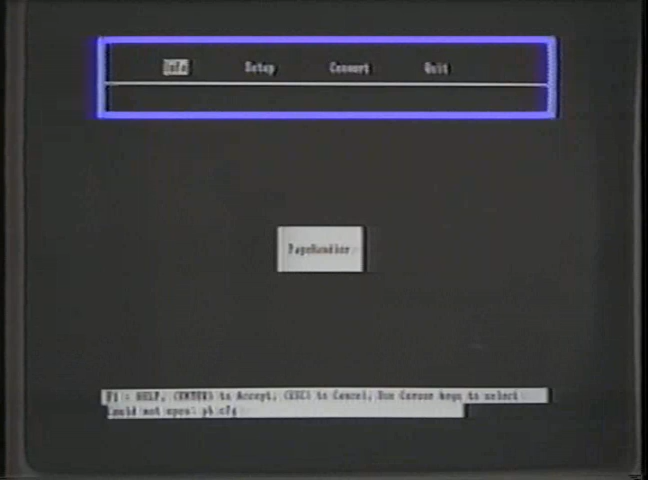 Info Setup Convert Quit
PageHandler
F1 : HELP, (ENTER) to Accept, (ESC) to Cancel, Use Cursor keys to select
Could not open: ph.cfg